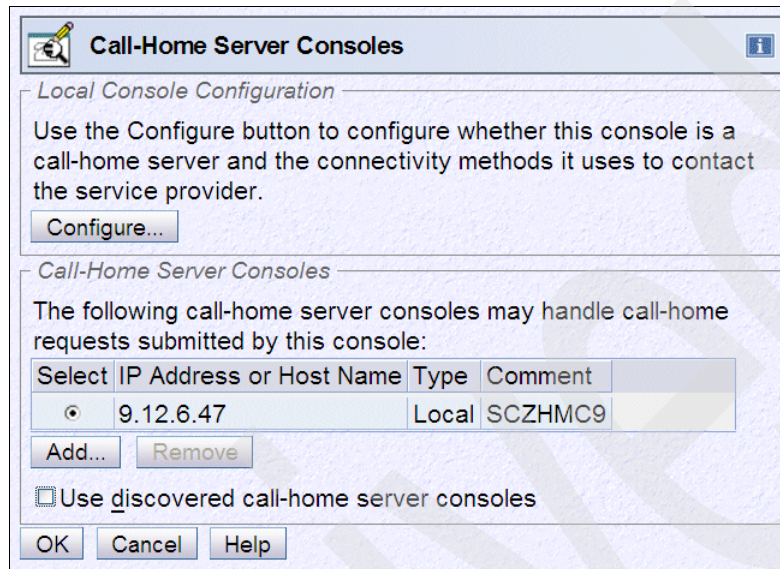 Call-Home Server Consoles
i
Local Console Configuration
Use the Configure button to configure whether this console is a
call-home server and the connectivity methods it uses to contact
the service provider.
Configure...
Call-Home Server Consoles
The following call-home server consoles may handle call-home
requests submitted by this console:
Select IP Address or Host Name Type Comment
9.12.6.47 Local SCZHMC9
Add... Remove
Use discovered call-home server consoles
OK Cancel Help